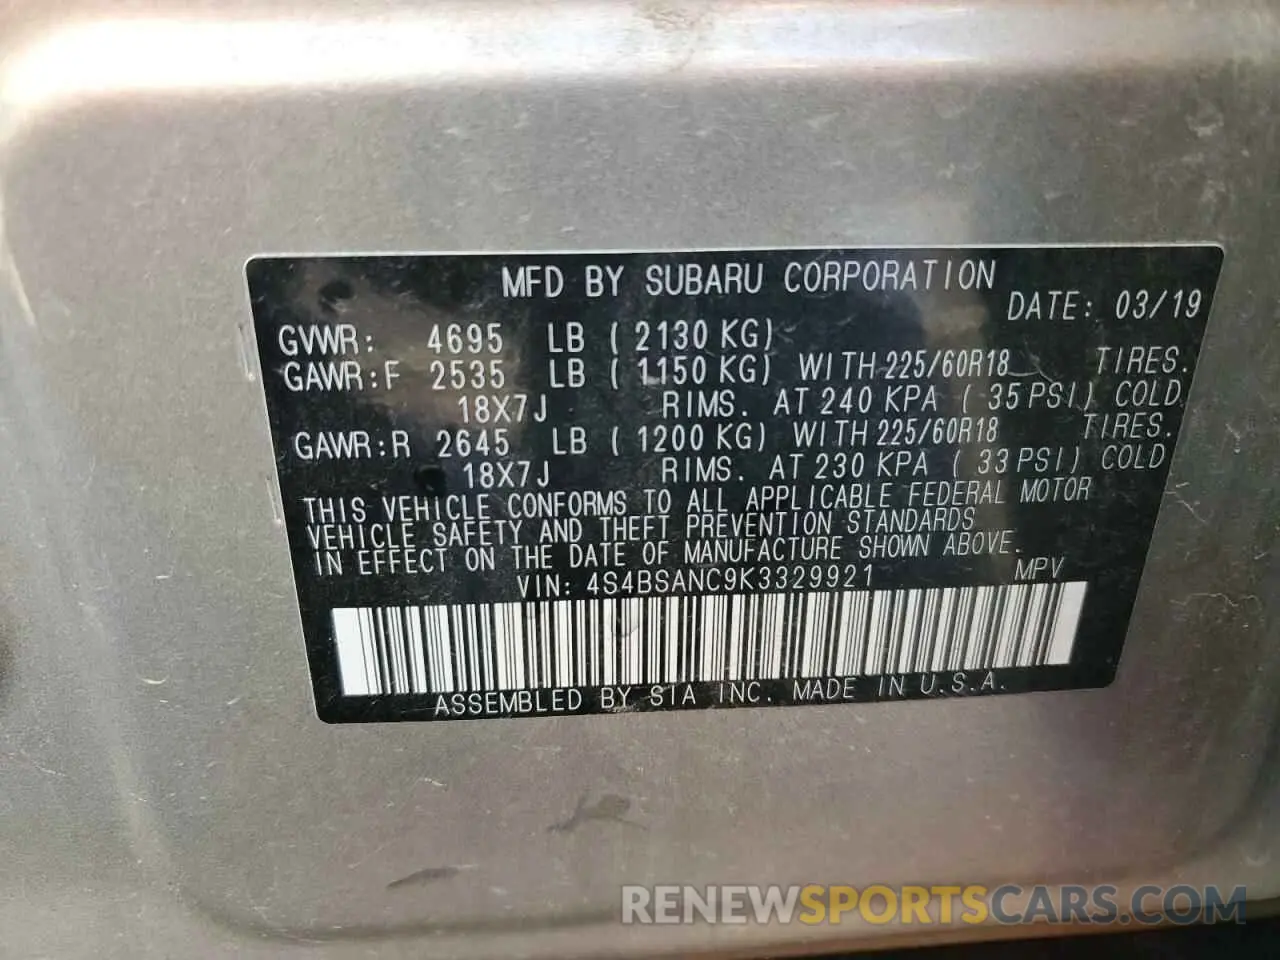 MFD BY SUBARU CORPORATION
DATE: 03/19
GVWR: 4695 LB ( 2130 KG)
GAWR:F 2535 LB ( 1150 KG) WITH 225/60R18 TIRES.
18X7J RIMS. AT 240 KPA ( 35 PSI) COLD
GAWR:R 2645 LB ( 1200 KG) WITH 225/60R18 TIRES.
18X7J RIMS. AT 230 KPA ( 33 PSI) COLD
THIS VEHICLE CONFORMS TO ALL APPLICABLE FEDERAL MOTOR
VEHICLE SAFETY AND THEFT PREVENTION STANDARDS
IN EFFECT ON THE DATE OF MANUFACTURE SHOWN ABOVE.
VIN: 4S4BSANC9K3329921 MPV
ASSEMBLED BY SIA INC. MADE IN U.S.A.
RENEWSPORTSCARS.COM